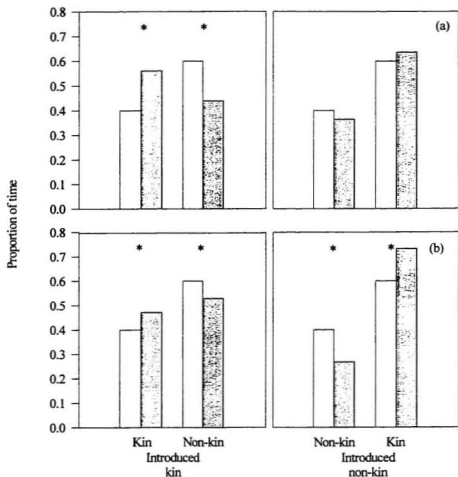 0.8
0.7
0.6
0.5
0.4
0.3
0.2
0.1
0.0
* *
(a)
Proportion of time
0.8
0.7
0.6
0.5
0.4
0.3
0.2
0.1
0.0
* *
* *
(b)
Kin Non-kin
Introduced
kin
Non-kin Kin
Introduced
non-kin